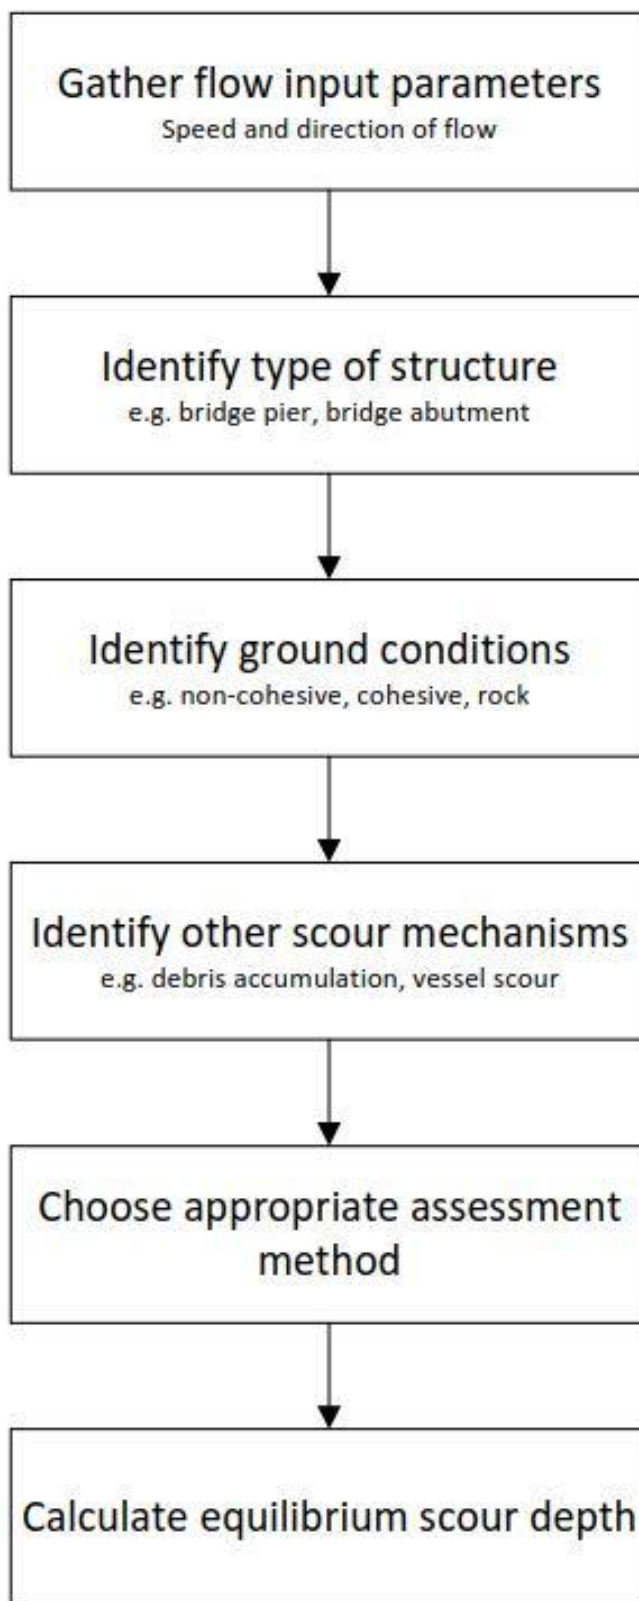 Gather flow input parameters
Speed and direction of flow
Identify type of structure
e.g. bridge pier, bridge abutment
Identify ground conditions
e.g. non-cohesive, cohesive, rock
Identify other scour mechanisms
e.g. debris accumulation, vessel scour
Choose appropriate assessment
method
Calculate equilibrium scour depth